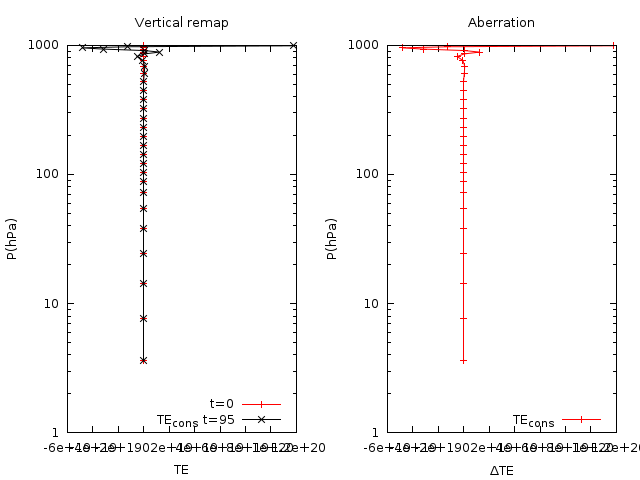 Vertical remap
Aberration
1000
100
10
1
P(hPa)
t=0
TEcons t=95
TE
1000
100
10
1
P(hPa)
TEcons
ΔTE